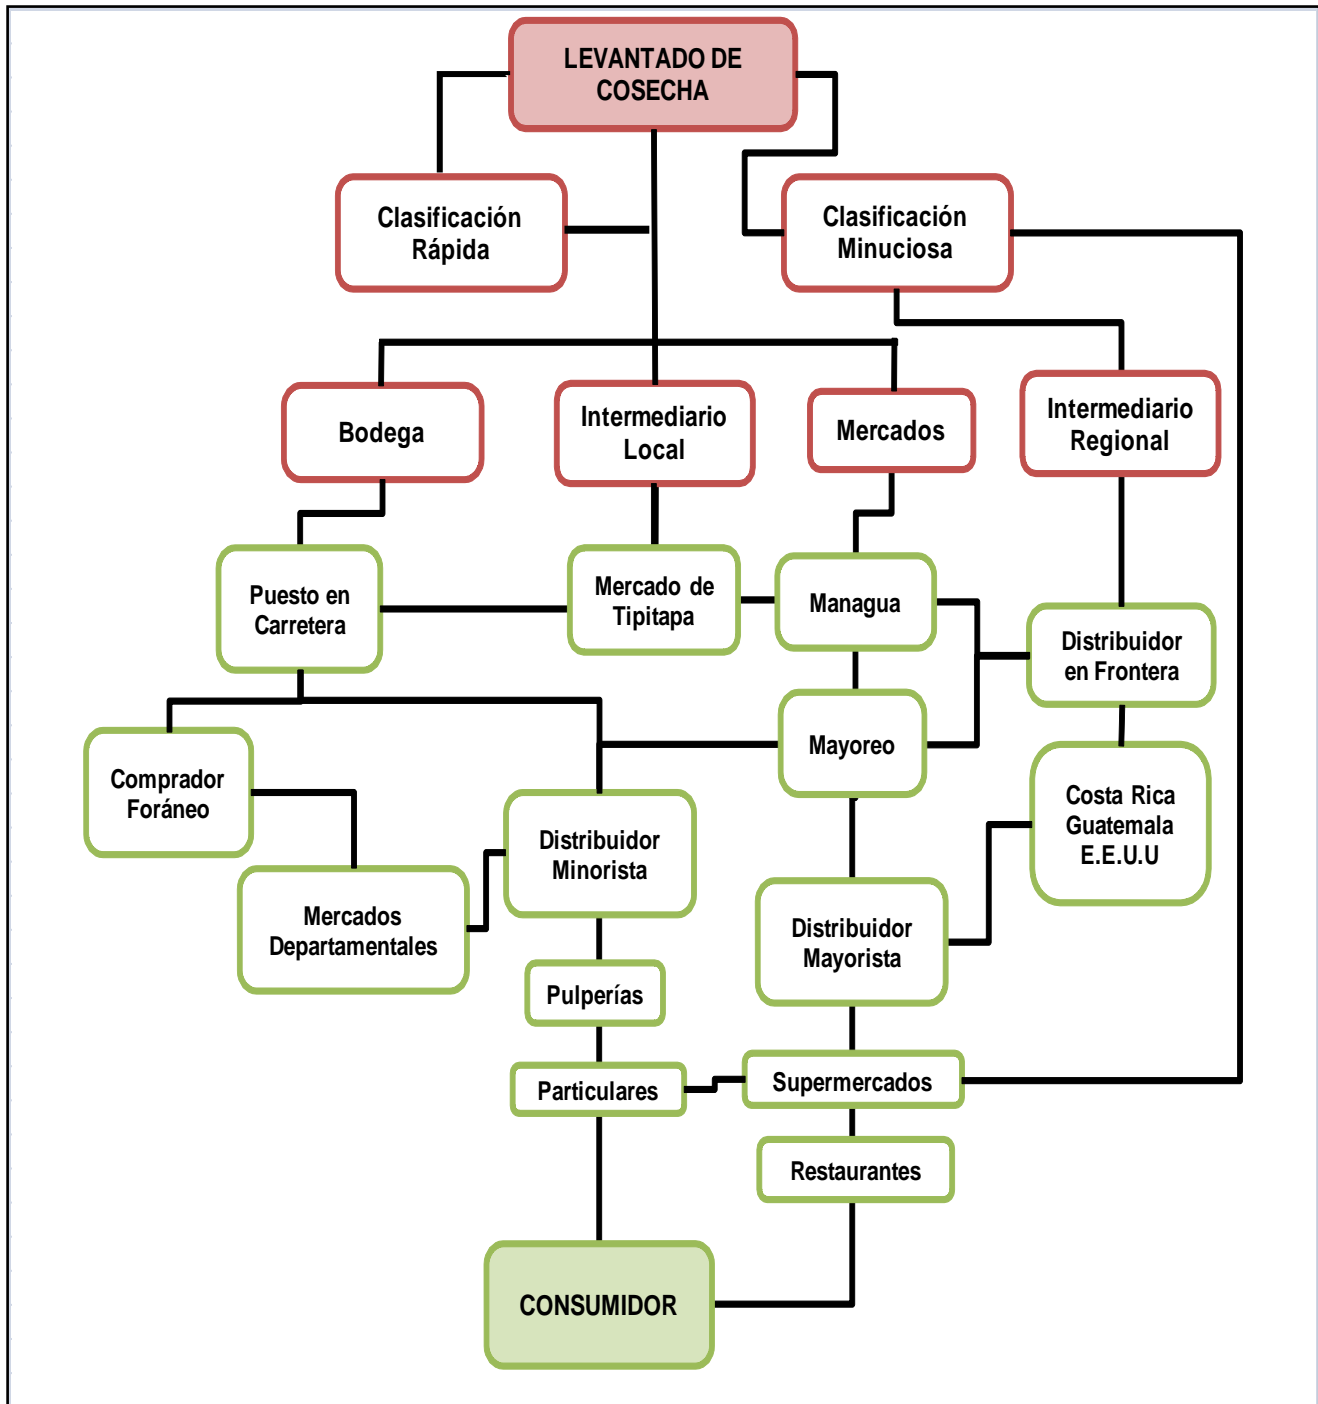 LEVANTADO DE
COSECHA
Clasificación
Rápida
Clasificación
Minuciosa
Bodega
Intermediario
Local
Mercados
Intermediario
Regional
Puesto en
Carretera
Mercado de
Tipitapa
Managua
Distribuidor
en Frontera
Mayoreo
Comprador
Foráneo
Distribuidor
Minorista
Costa Rica
Guatemala
E.E.U.U
Mercados
Departamentales
Distribuidor
Mayorista
Pulperías
Particulares
Supermercados
Restaurantes
CONSUMIDOR